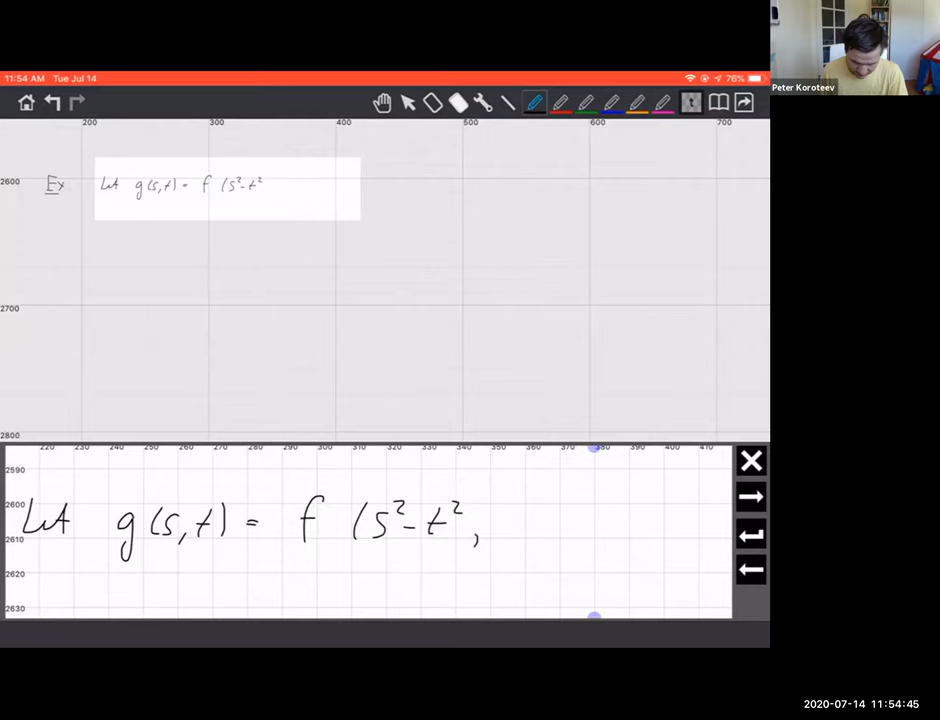 11:54 AM Tue Jul 14
76%
t
200 300 400 500 600 700
2600
Ex Let g(s,t) = f (s²-t²
2700
2800
220 230 240 250 260 270 280 290 300 310 320 330 340 350 360 370 380 390 400 410
2590
2600
Let g(s,t) = f (s²-t²,
2610
2620
2630
Peter Koroteev
2020-07-14 11:54:45